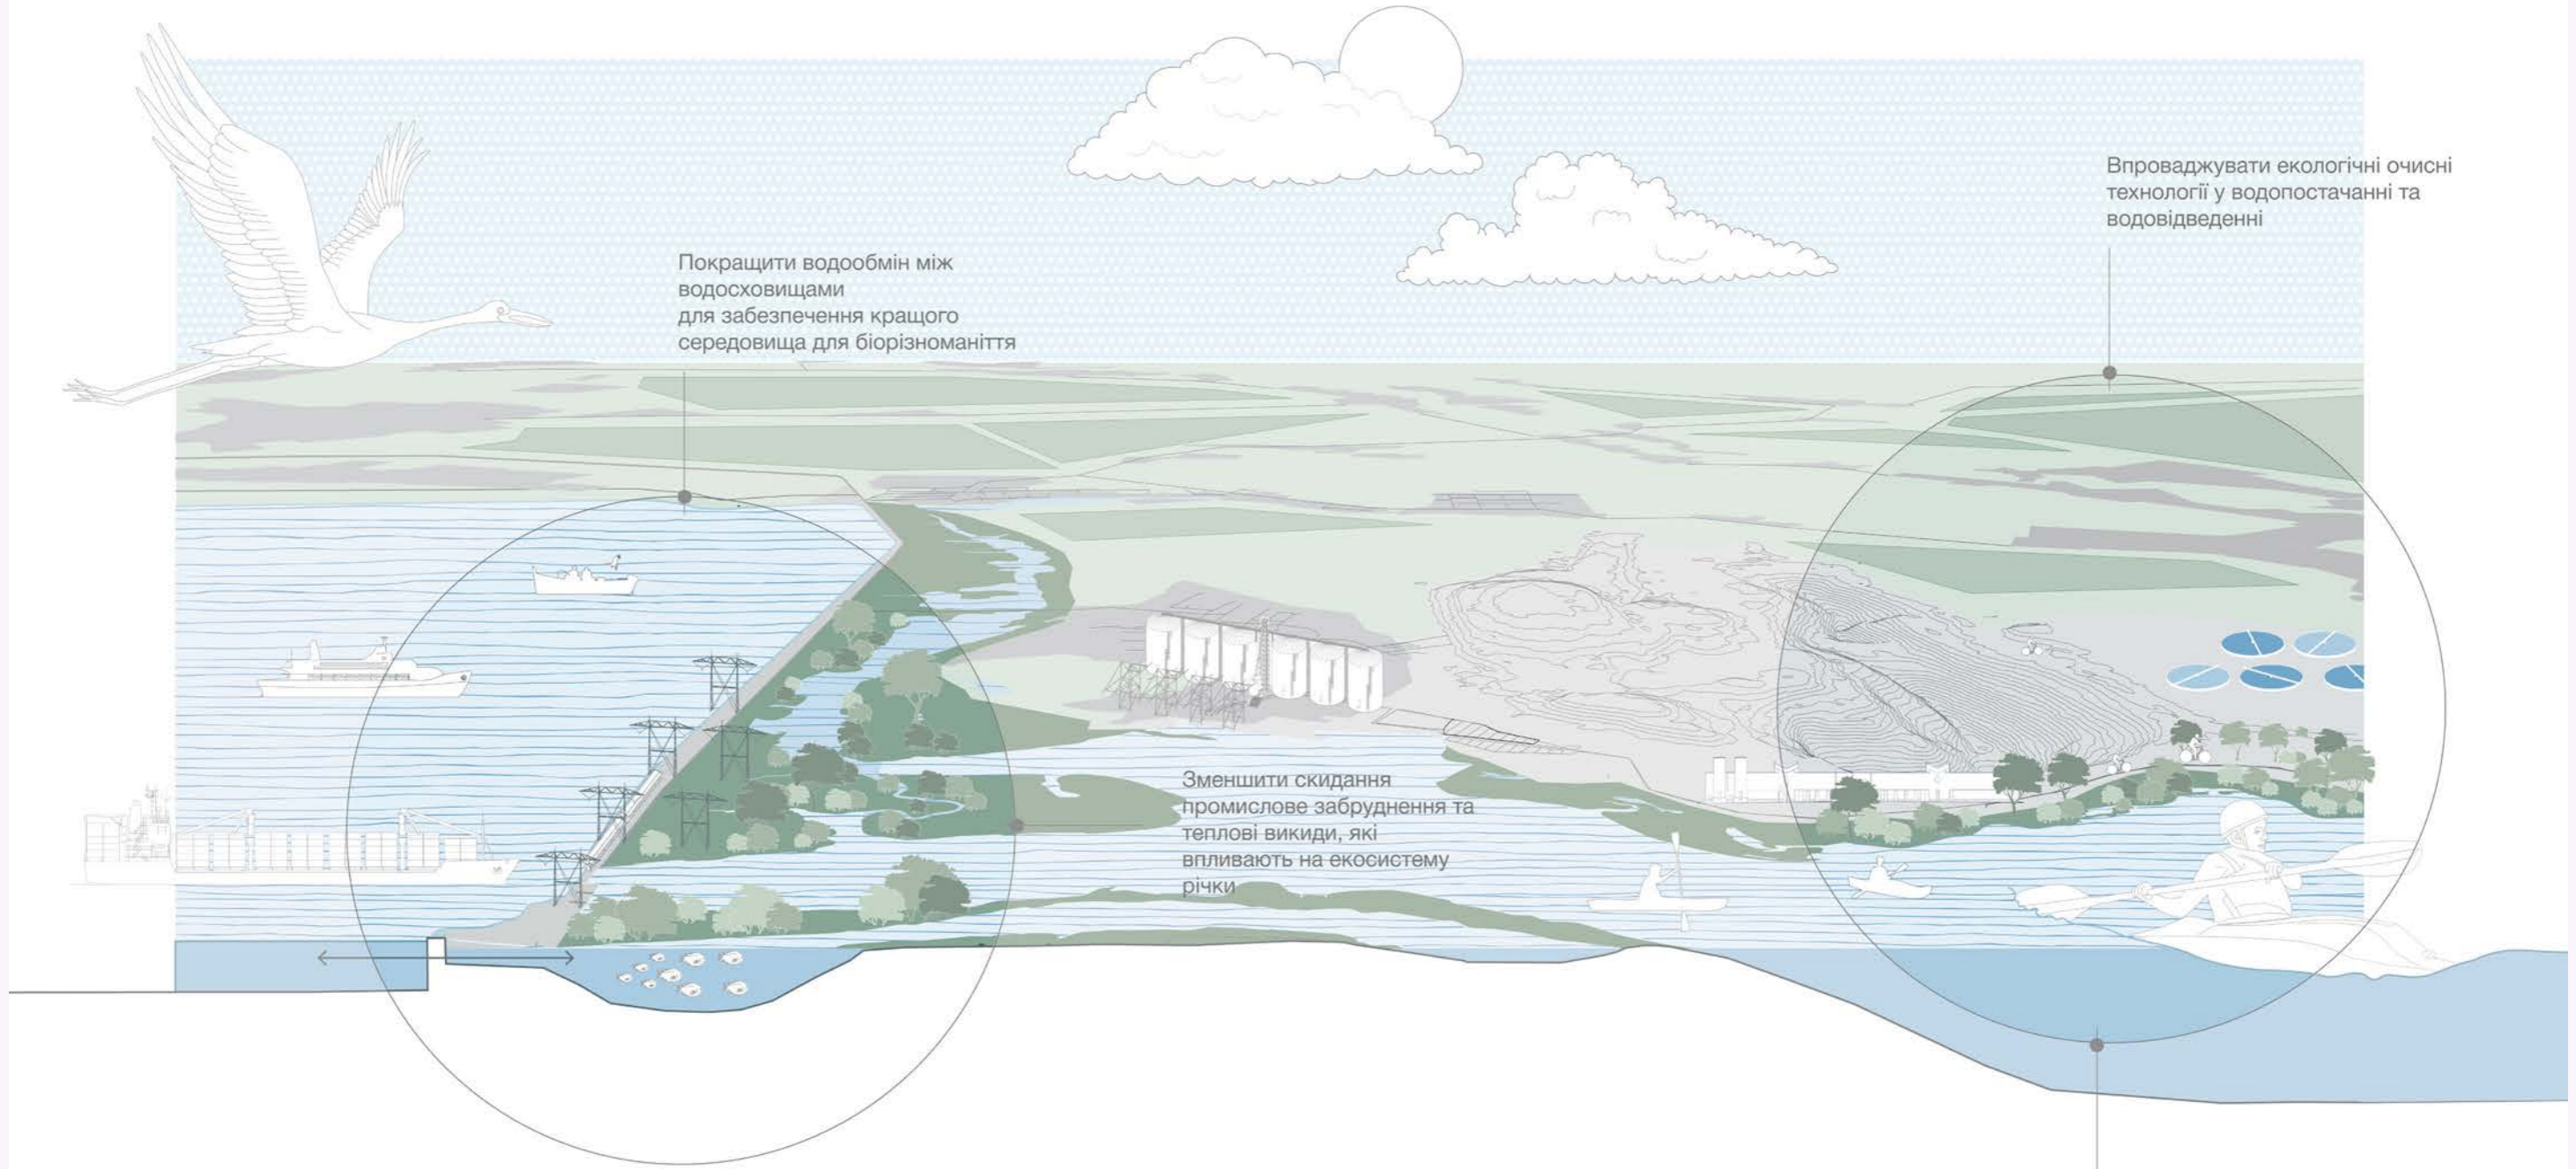 Покращити водообмін між
водосховищами
для забезпечення кращого
середовища для біорізноманіття
Впроваджувати екологічні очисні
технології у водопостачанні та
водовідведенні
Зменшити скидання
промислове забруднення та
теплові викиди, які
впливають на екосистему
річки